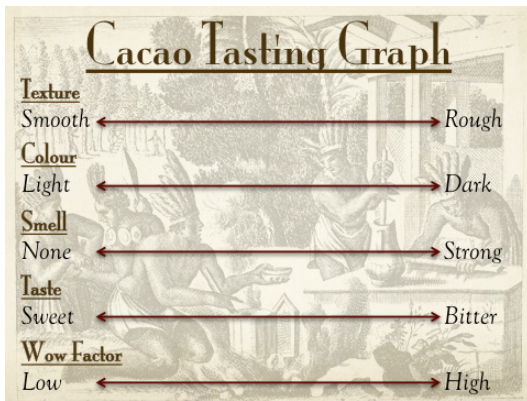 Cacao Tasting Graph
Texture
Smooth Rough
Colour
Light Dark
Smell
None Strong
Taste
Sweet Bitter
Wow Factor
Low High